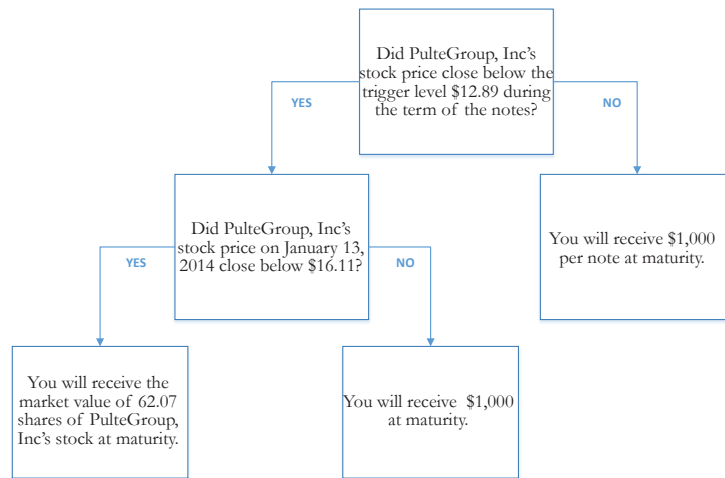 Did PulteGroup, Inc's
stock price close below the
trigger level $12.89 during
the term of the notes?
YES
NO
Did PulteGroup, Inc's
stock price on January 13,
2014 close below $16.11?
You will receive $1,000
per note at maturity.
YES
NO
You will receive the
market value of 62.07
shares of PulteGroup,
Inc's stock at maturity.
You will receive  $1,000
at maturity.